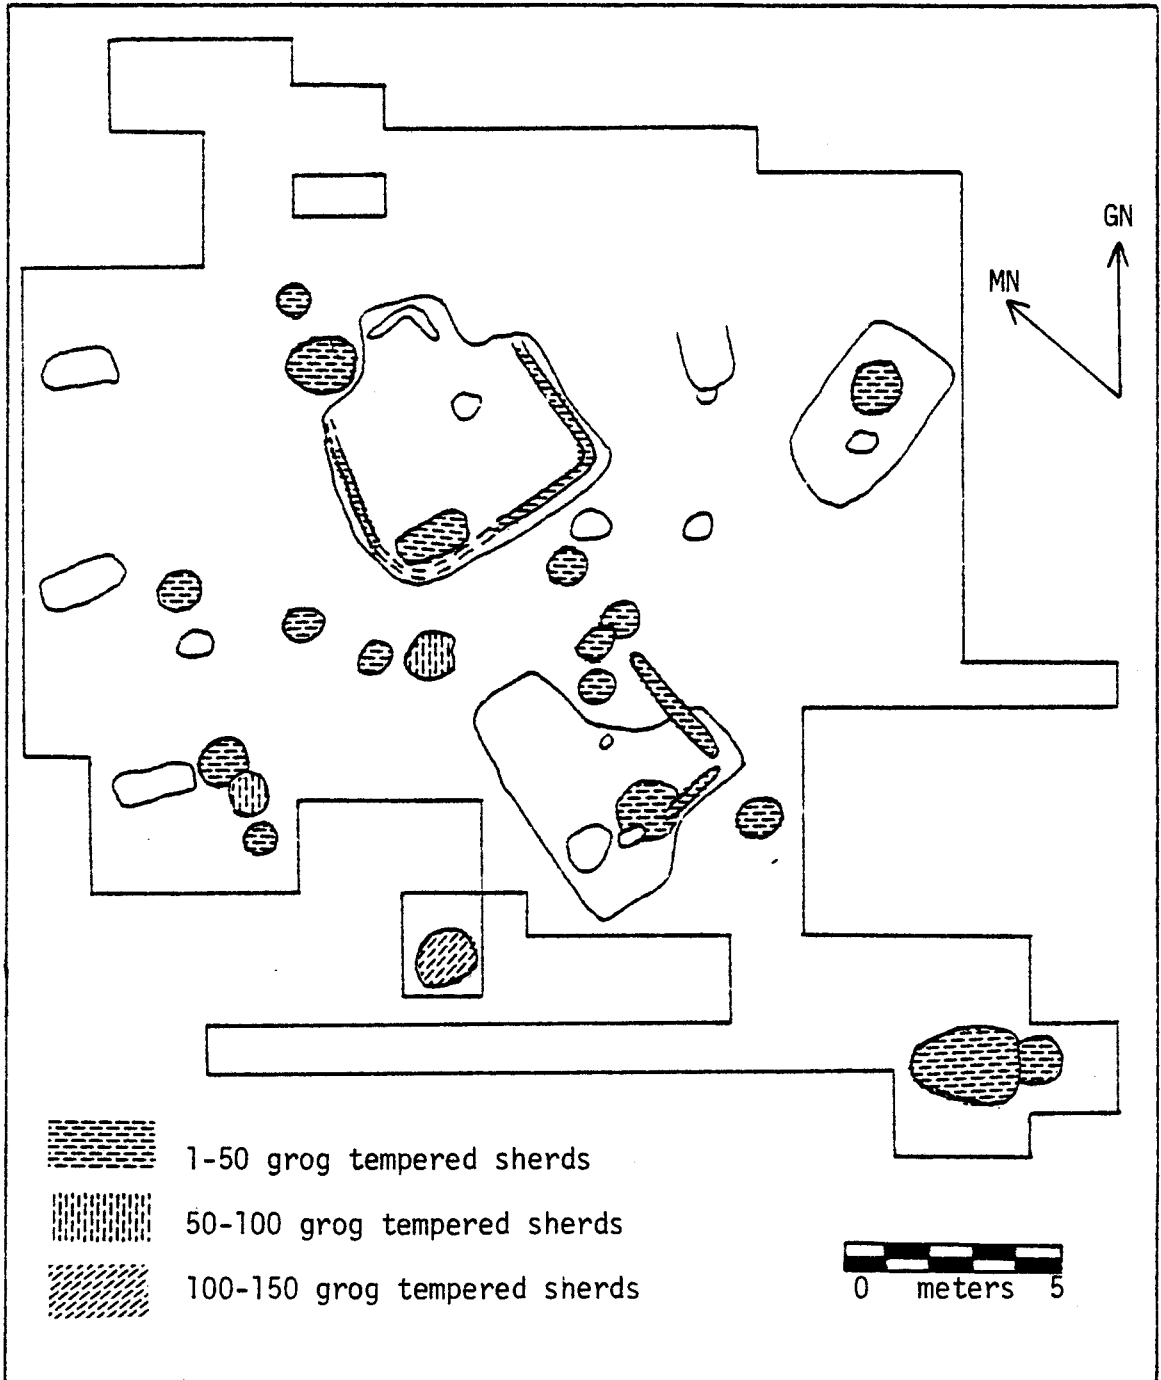 GN
MN
1-50 grog tempered sherds
50-100 grog tempered sherds
100-150 grog tempered sherds
0 meters 5